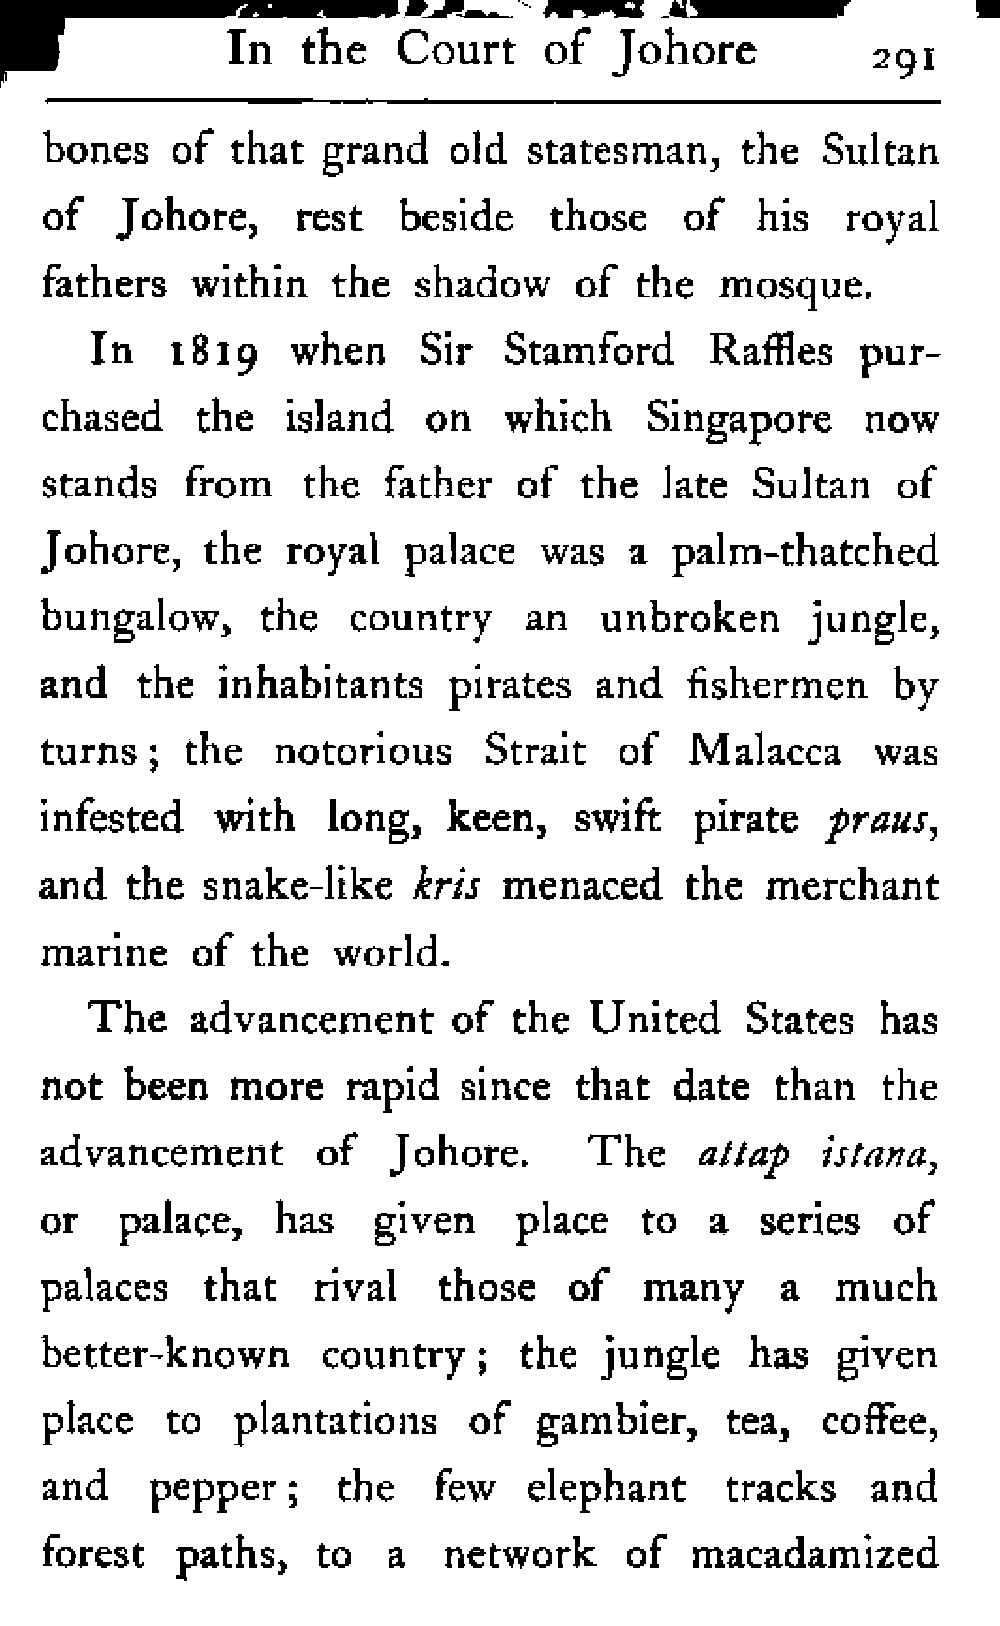 In the Court of Johore 291
bones of that grand old statesman, the Sultan
of Johore, rest beside those of his royal
fathers within the shadow of the mosque.
In 1819 when Sir Stamford Raffles pur-
chased the island on which Singapore now
stands from the father of the late Sultan of
Johore, the royal palace was a palm-thatched
bungalow, the country an unbroken jungle,
and the inhabitants pirates and fishermen by
turns; the notorious Strait of Malacca was
infested with long, keen, swift pirate praus,
and the snake-like kris menaced the merchant
marine of the world.
The advancement of the United States has
not been more rapid since that date than the
advancement of Johore. The attap istana,
or palace, has given place to a series of
palaces that rival those of many a much
better-known country; the jungle has given
place to plantations of gambier, tea, coffee,
and pepper; the few elephant tracks and
forest paths, to a network of macadamized